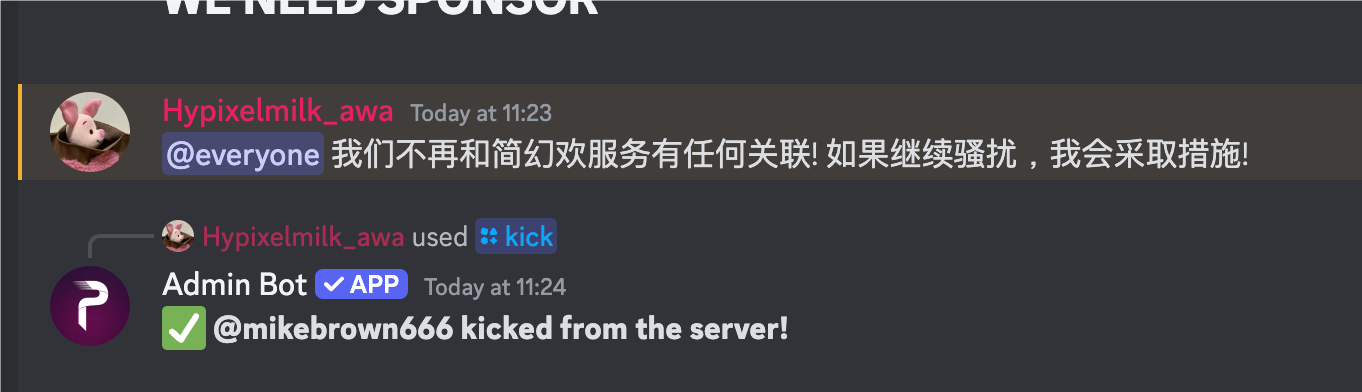 WE NEED SPONSOR
Hypixelmilk_awa Today at 11:23
@everyone 我们不再和简幻欢服务有任何关联! 如果继续骚扰，我会采取措施!
Hypixelmilk_awa used kick
Admin Bot ✓ APP Today at 11:24
✅ @mikebrown666 kicked from the server!